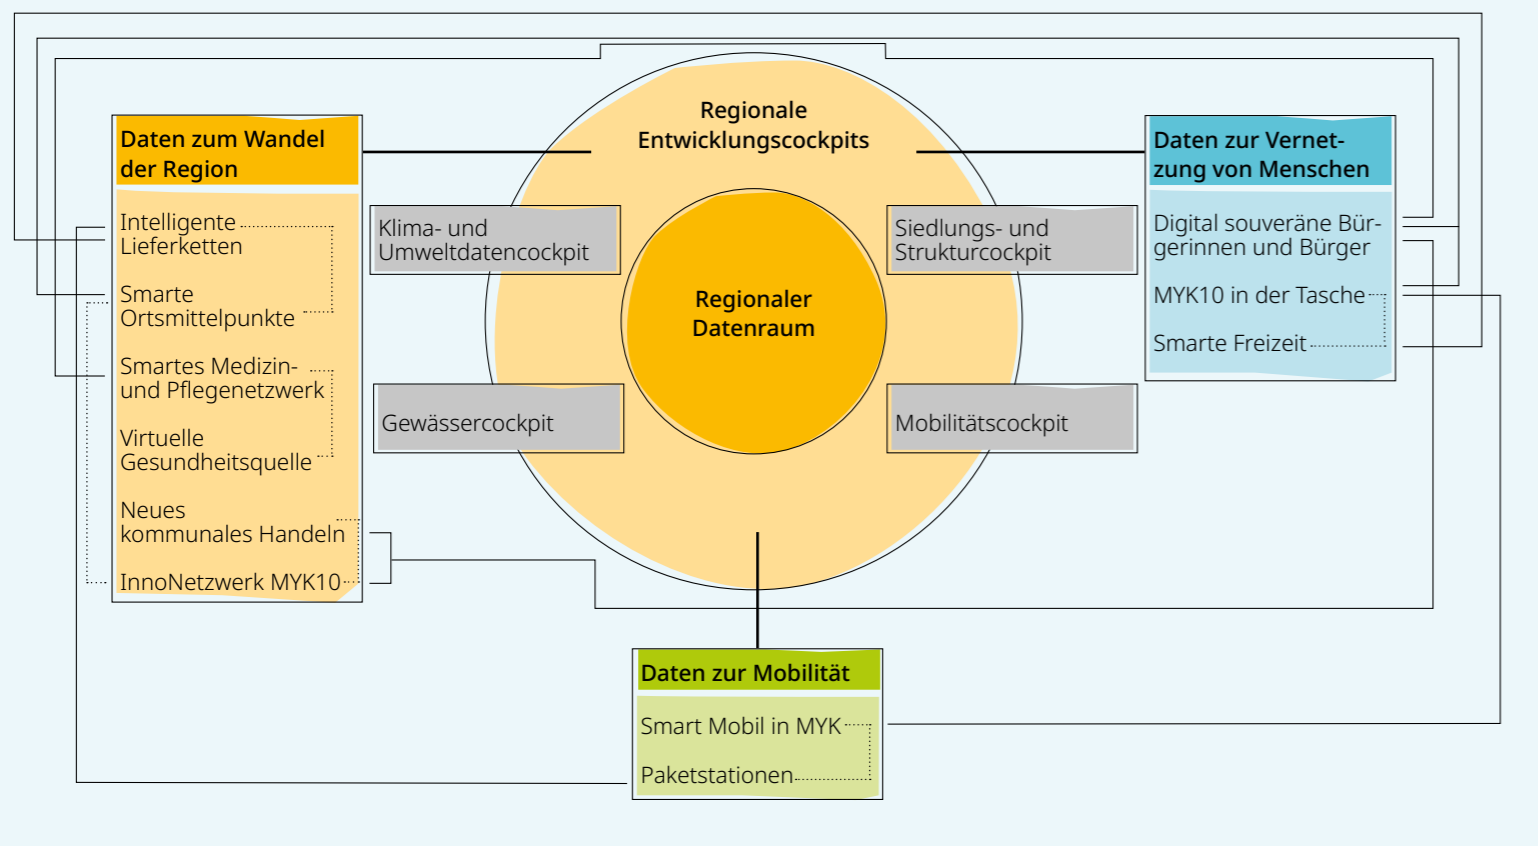 Regionale
Entwicklungscockpits
Daten zum Wandel
der Region
Intelligente
Lieferketten
Smarte
Ortsmittelpunkte
Smartes Medizin-
und Pflegenetzwerk
Virtuelle
Gesundheitsquelle
Neues
kommunales Handeln
InnoNetzwerk MYK10
Klima- und
Umweltdatencockpit
Gewässercockpit
Regionaler
Datenraum
Siedlungs- und
Strukturcockpit
Mobilitätscockpit
Daten zur Vernet-
zung von Menschen
Digital souveräne Bür-
gerinnen und Bürger
MYK10 in der Tasche
Smarte Freizeit
Daten zur Mobilität
Smart Mobil in MYK
Paketstationen